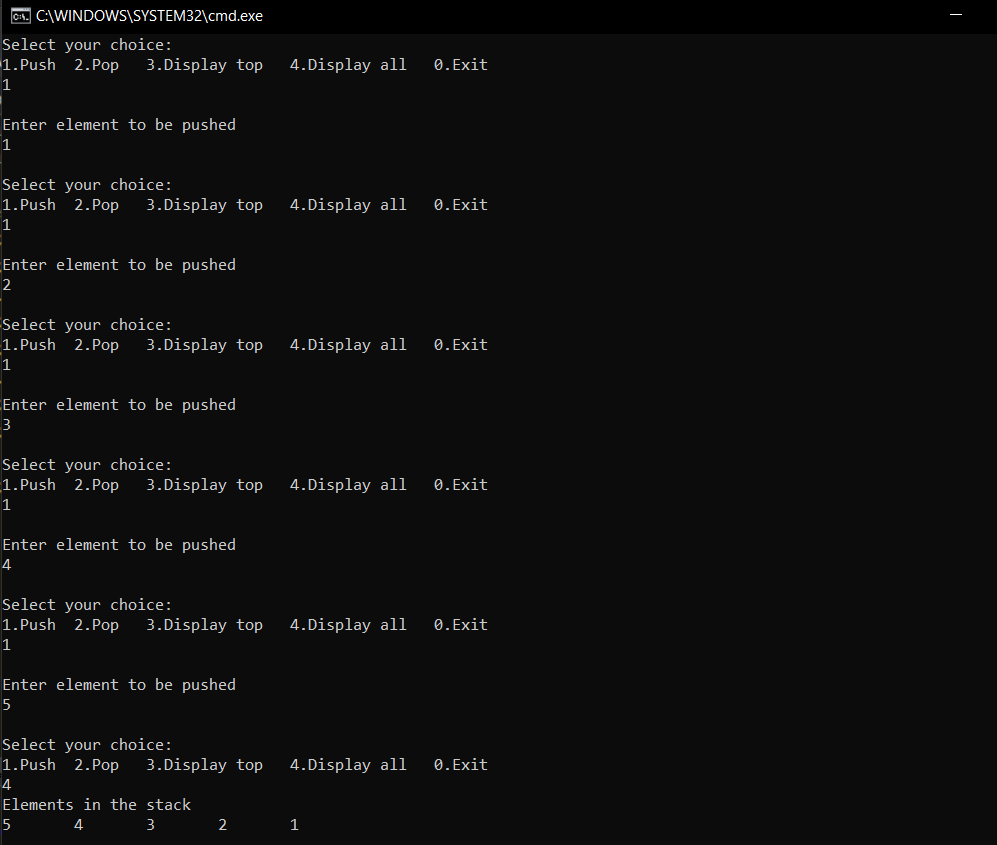 C:\WINDOWS\SYSTEM32\cmd.exe
Select your choice:
1.Push  2.Pop   3.Display top   4.Display all   0.Exit
1

Enter element to be pushed
1

Select your choice:
1.Push  2.Pop   3.Display top   4.Display all   0.Exit
1

Enter element to be pushed
2

Select your choice:
1.Push  2.Pop   3.Display top   4.Display all   0.Exit
1

Enter element to be pushed
3

Select your choice:
1.Push  2.Pop   3.Display top   4.Display all   0.Exit
1

Enter element to be pushed
4

Select your choice:
1.Push  2.Pop   3.Display top   4.Display all   0.Exit
1

Enter element to be pushed
5

Select your choice:
1.Push  2.Pop   3.Display top   4.Display all   0.Exit
4
Elements in the stack
5       4       3       2       1